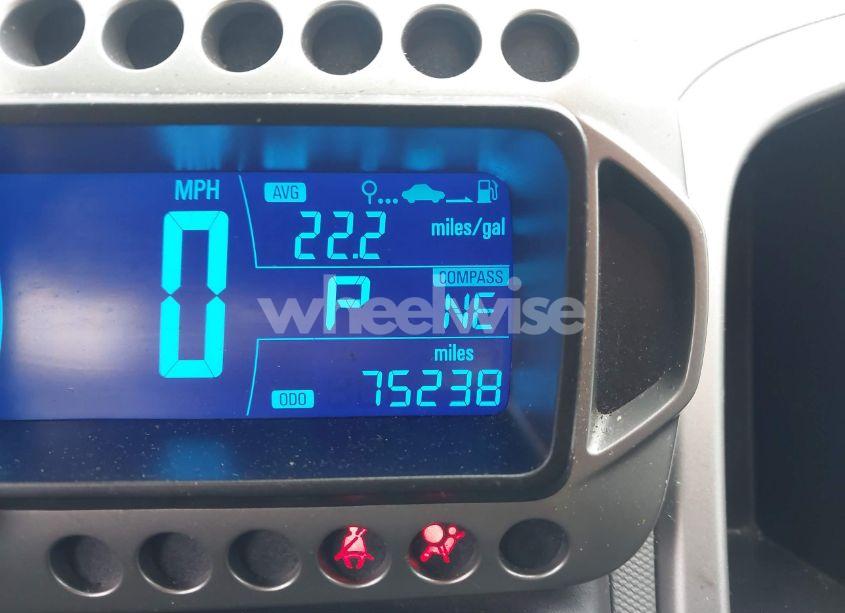 MPH
AVG
22.2 miles/gal
0
P
COMPASS
NE
wheelwise
miles
ODO
75238